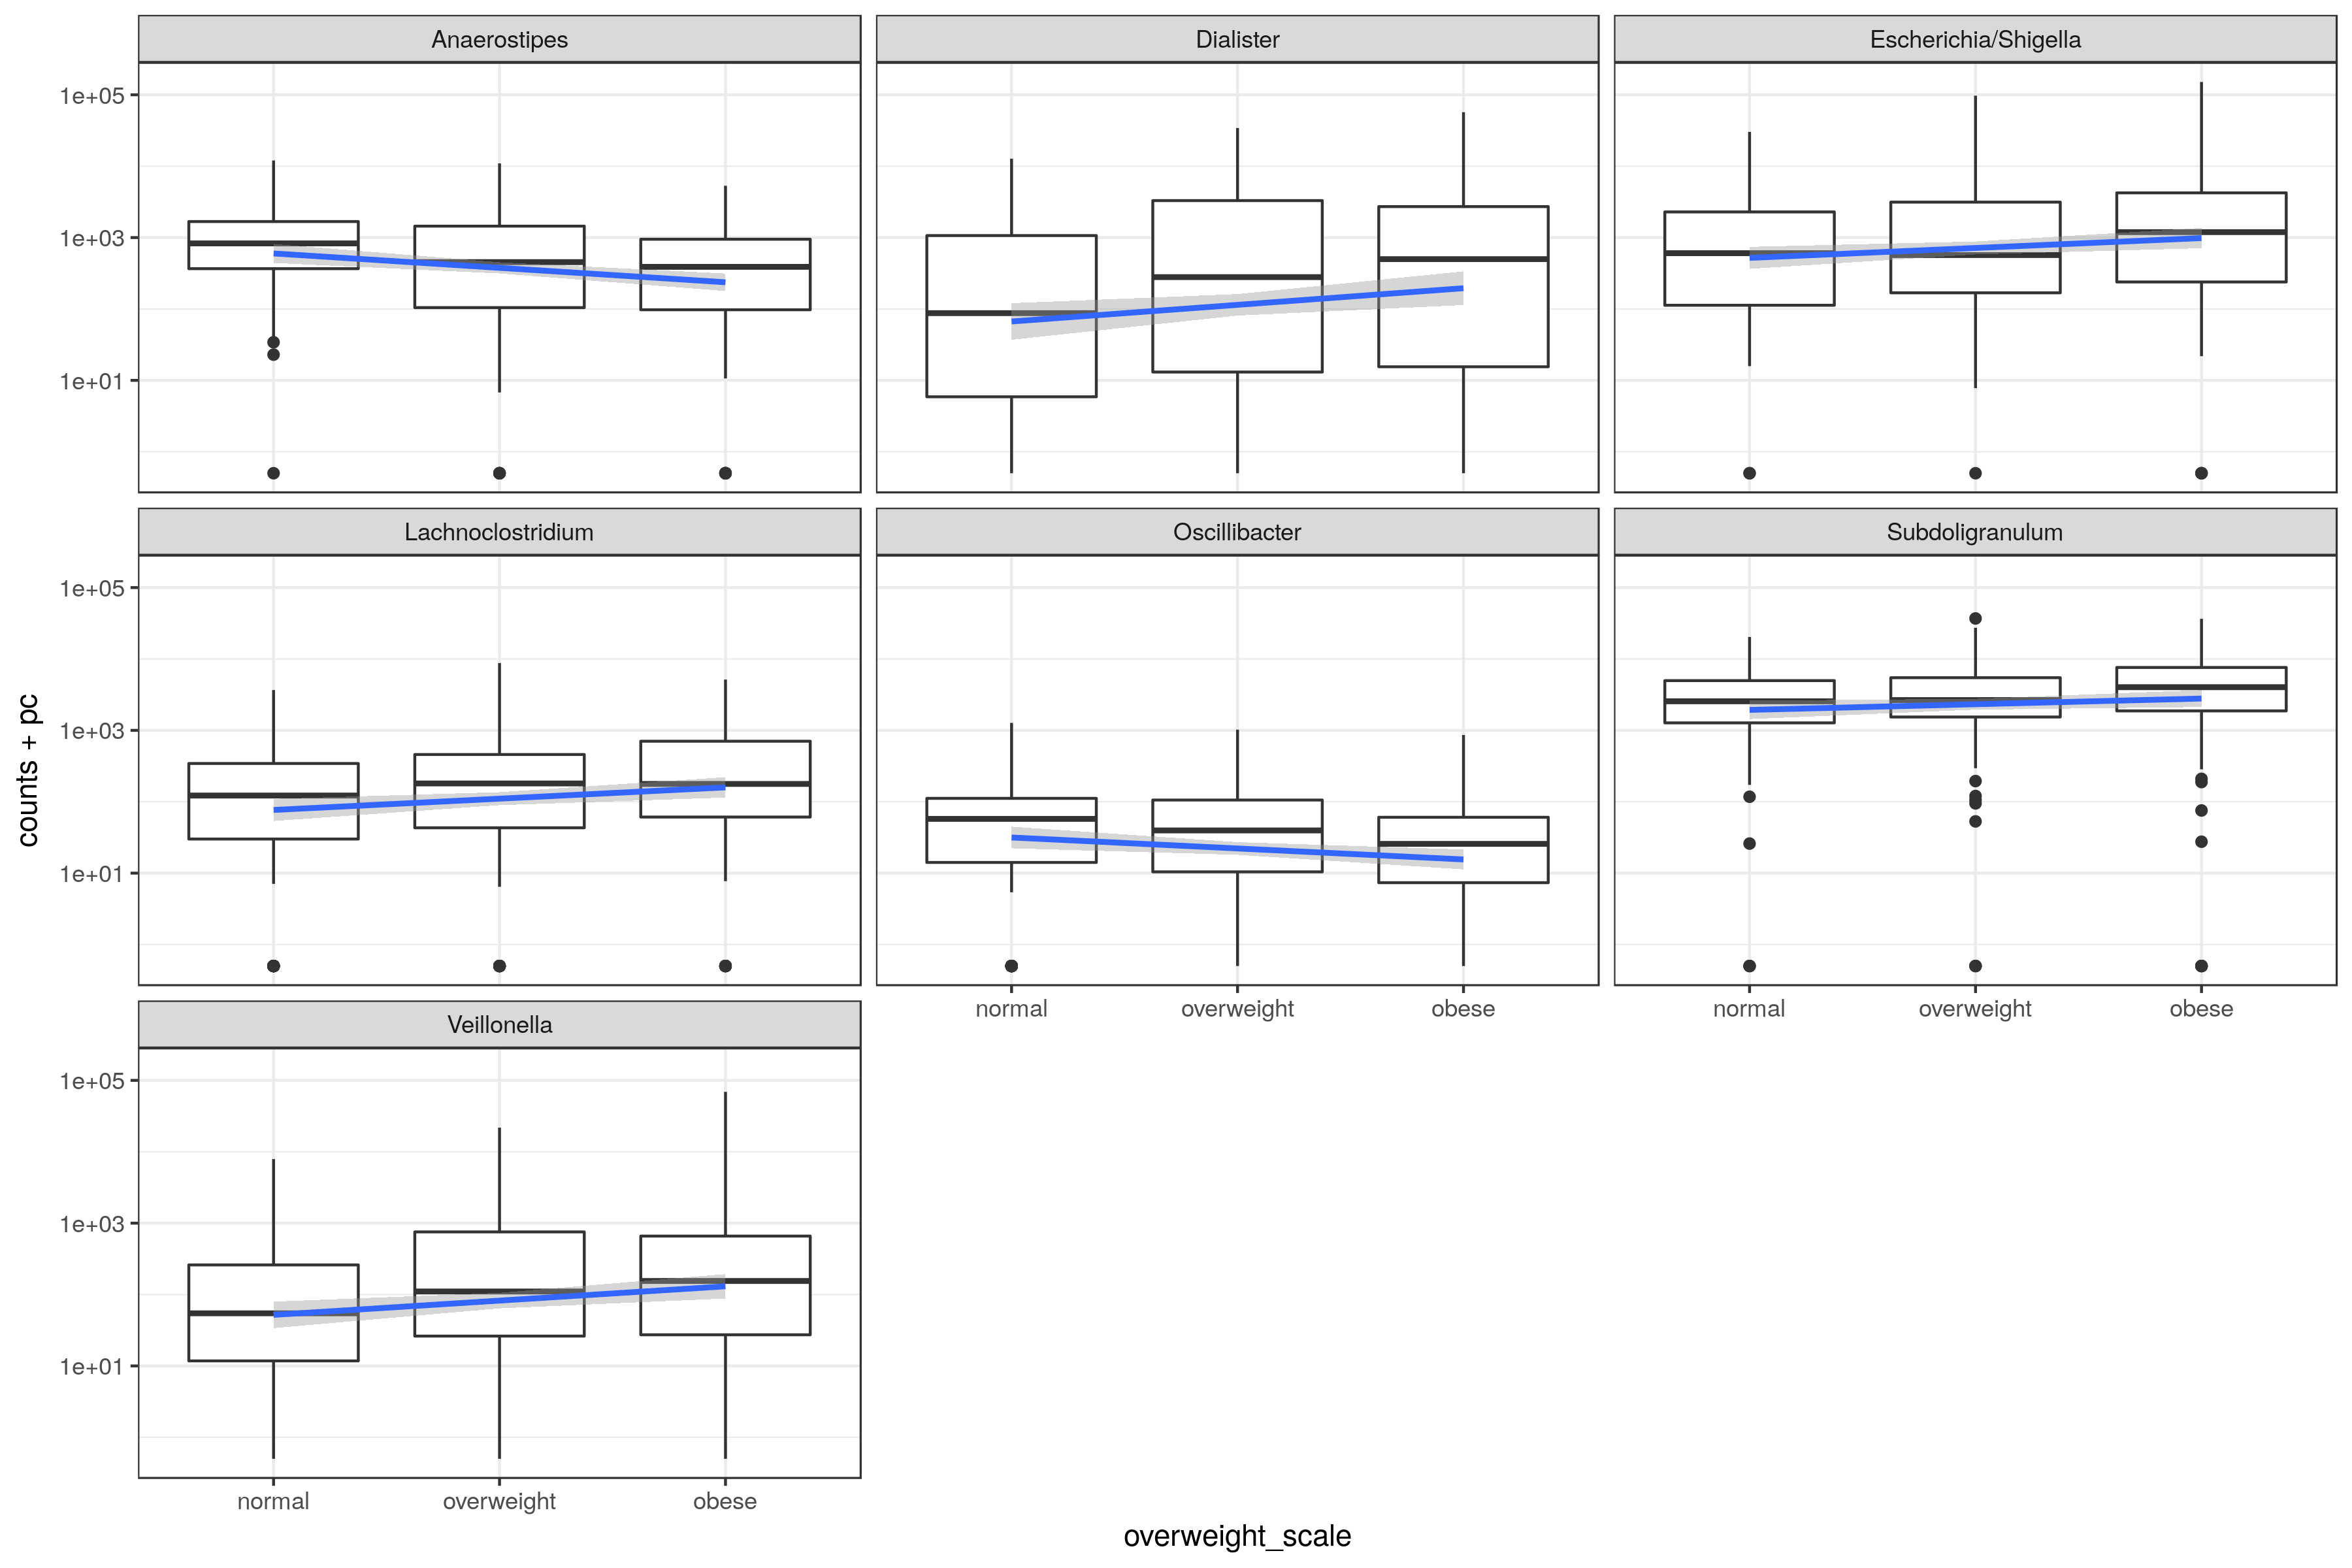 Anaerostipes
Dialister
Escherichia/Shigella
1e+05
1e+03
1e+01
Lachnoclostridium
Oscillibacter
Subdoligranulum
1e+05
1e+03
1e+01
normal
overweight
obese
normal
overweight
obese
Veillonella
1e+05
1e+03
1e+01
normal
overweight
obese
overweight_scale
counts + pc